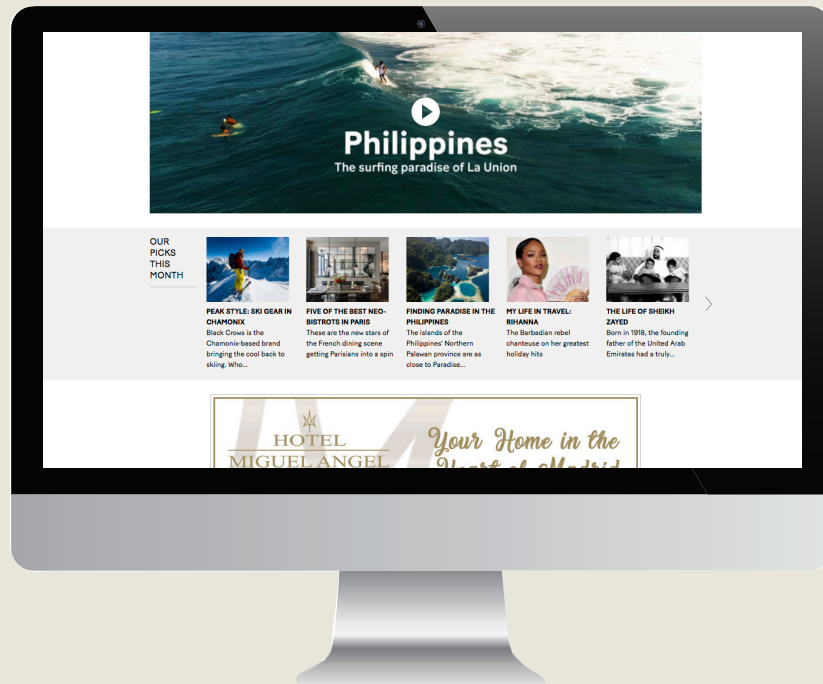 Philippines
The surfing paradise of La Union
OUR
PICKS
THIS
MONTH
PEAK STYLE: SKI GEAR IN
CHAMONIX
Black Crows is the
Chamonix-based brand
bringing the cool back to
skiing. Who...
FIVE OF THE BEST NEO-
BISTROTS IN PARIS
These are the new stars of
the French dining scene
getting Parisians into a spin
FINDING PARADISE IN THE
PHILIPPINES
The islands of the
Philippines' Northern
Palawan province are as
close to Paradise...
MY LIFE IN TRAVEL:
RIHANNA
The Barbadian rebel
chanteuse on her greatest
holiday hits
THE LIFE OF SHEIKH
ZAYED
Born in 1918, the founding
father of the United Arab
Emirates had a truly...
HOTEL
MIGUEL ANGEL
Your Home in the
Heart of Madrid